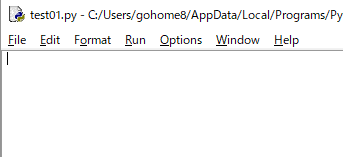 test01.py - C:/Users/gohome8/AppData/Local/Programs/Py
File Edit Format Run Options Window Help